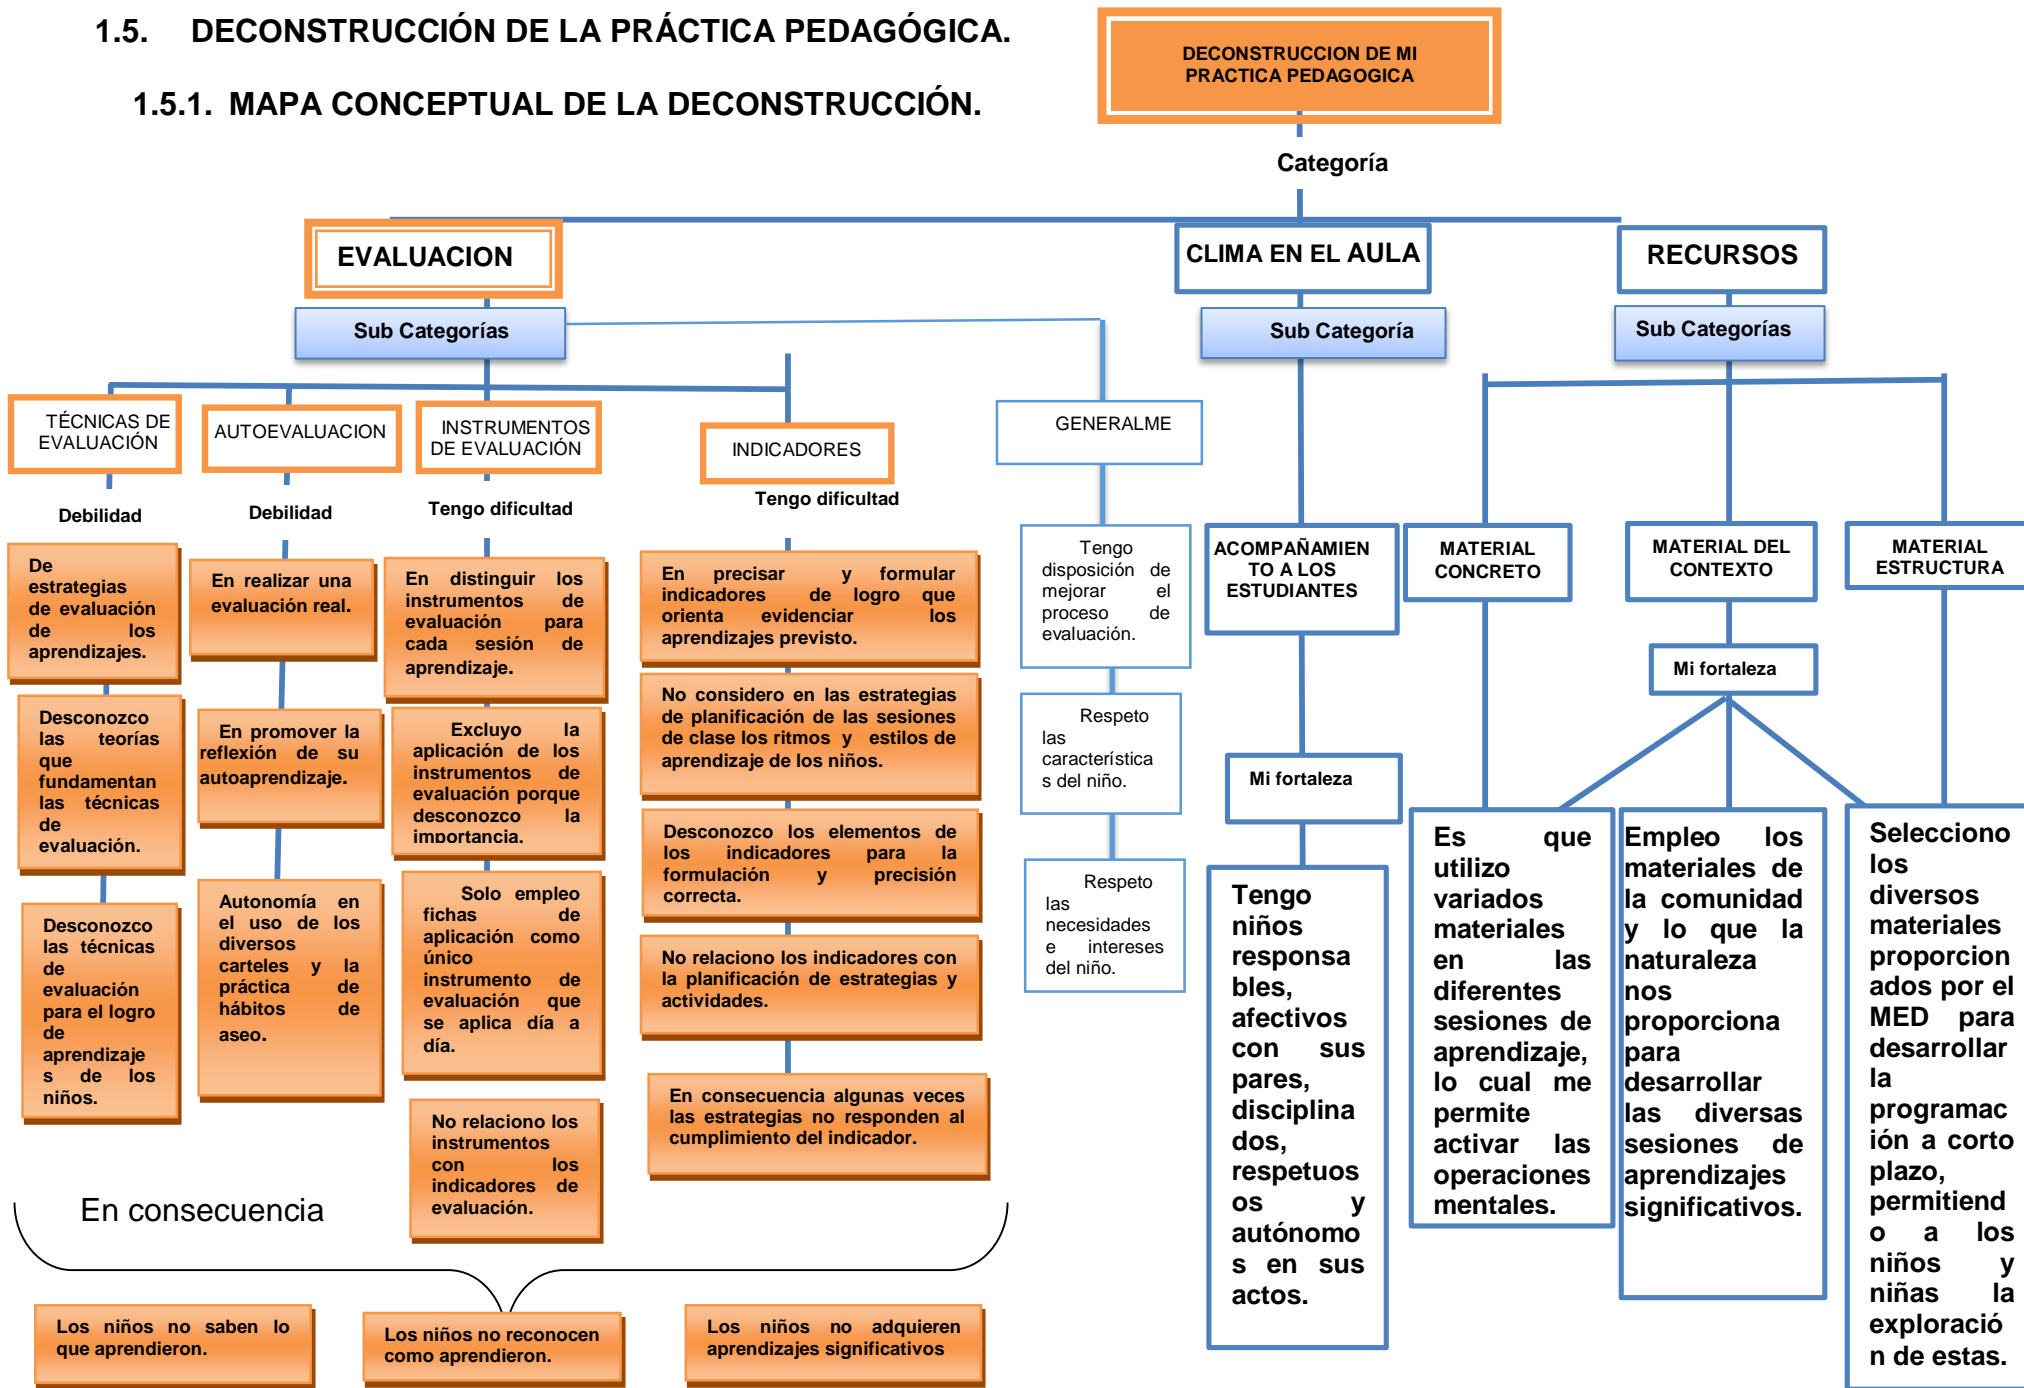 1.5. DECONSTRUCCIÓN DE LA PRÁCTICA PEDAGÓGICA.
1.5.1. MAPA CONCEPTUAL DE LA DECONSTRUCCIÓN.
DECONSTRUCCION DE MI
PRACTICA PEDAGOGICA
Categoría
EVALUACION
CLIMA EN EL AULA
RECURSOS
Sub Categorías
Sub Categoría
Sub Categorías
TÉCNICAS DE
EVALUACIÓN
AUTOEVALUACION
INSTRUMENTOS
DE EVALUACIÓN
INDICADORES
GENERALME
Debilidad
Debilidad
Tengo dificultad
Tengo dificultad
De
estrategias
de evaluación
de los
aprendizajes.
Desconozco
las teorías
que
fundamentan
las técnicas
de
evaluación.
Desconozco
las técnicas
de
evaluación
para el logro
de
aprendizaje
s de los
niños.
En realizar una
evaluación real.
En promover la
reflexión de su
autoaprendizaje.
Autonomía en
el uso de los
diversos
carteles y la
práctica de
hábitos de
aseo.
En distinguir los
instrumentos de
evaluación para
cada sesión de
aprendizaje.
Excluyo la
aplicación de los
instrumentos de
evaluación porque
desconozco la
importancia.
Solo empleo
fichas de
aplicación como
único
instrumento de
evaluación que
se aplica día a
día.
No relaciono los
instrumentos
con los
indicadores de
evaluación.
En precisar y formular
indicadores de logro que
orienta evidenciar los
aprendizajes previsto.
No considero en las estrategias
de planificación de las sesiones
de clase los ritmos y estilos de
aprendizaje de los niños.
Desconozco los elementos de
los indicadores para la
formulación y precisión
correcta.
No relaciono los indicadores con
la planificación de estrategias y
actividades.
En consecuencia algunas veces
las estrategias no responden al
cumplimiento del indicador.
Tengo
disposición de
mejorar el
proceso de
evaluación.
Respeto
las
característica
s del niño.
Respeto
las
necesidades
e intereses
del niño.
ACOMPAÑAMIEN
TO A LOS
ESTUDIANTES
Mi fortaleza
Tengo
niños
responsa
bles,
afectivos
con sus
pares,
disciplina
dos,
respetuos
os y
autónomo
s en sus
actos.
MATERIAL
CONCRETO
MATERIAL DEL
CONTEXTO
MATERIAL
ESTRUCTURA
Mi fortaleza
Es que
utilizo
variados
materiales
en las
diferentes
sesiones de
aprendizaje,
lo cual me
permite
activar las
operaciones
mentales.
Empleo los
materiales de
la comunidad
y lo que la
naturaleza
nos
proporciona
para
desarrollar
las diversas
sesiones de
aprendizajes
significativos.
Selecciono
los
diversos
materiales
proporcion
ados por el
MED para
desarrollar
la
programac
ión a corto
plazo,
permitiend
o a los
niños y
niñas la
exploració
n de estas.
En consecuencia
Los niños no saben lo
que aprendieron.
Los niños no reconocen
como aprendieron.
Los niños no adquieren
aprendizajes significativos